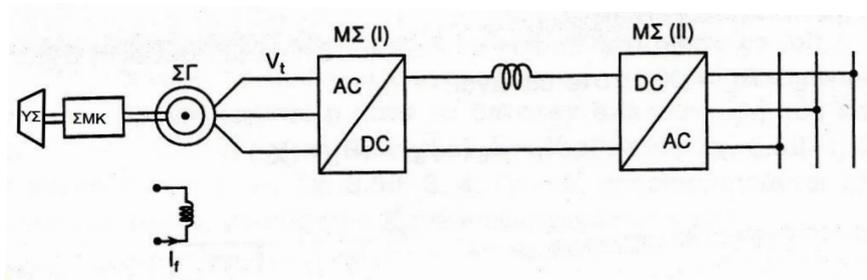 ΜΣ (I)
ΜΣ (II)
ΣΓ
V_t
AC
DC
DC
AC
ΥΣ
ΣΜΚ
I_f